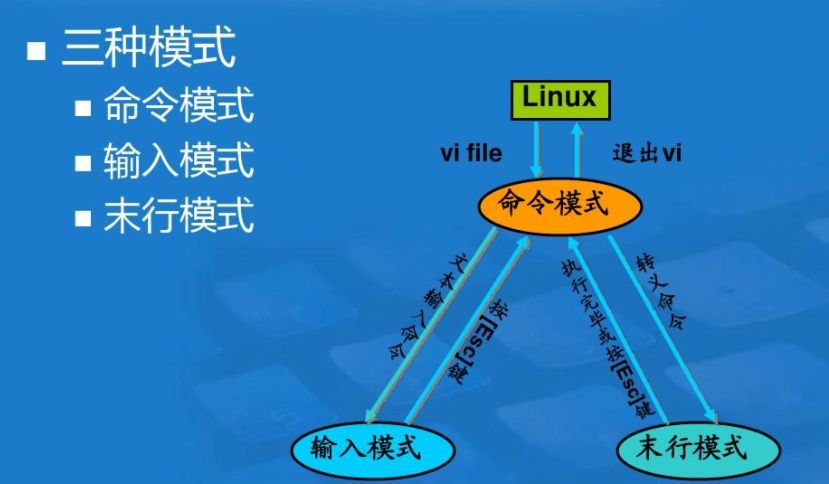 三种模式
命令模式
输入模式
末行模式
Linux
vi file
退出vi
命令模式
文本输入命令
按[Esc]键
执行完毕或按[Esc]键
转义命令
输入模式
末行模式